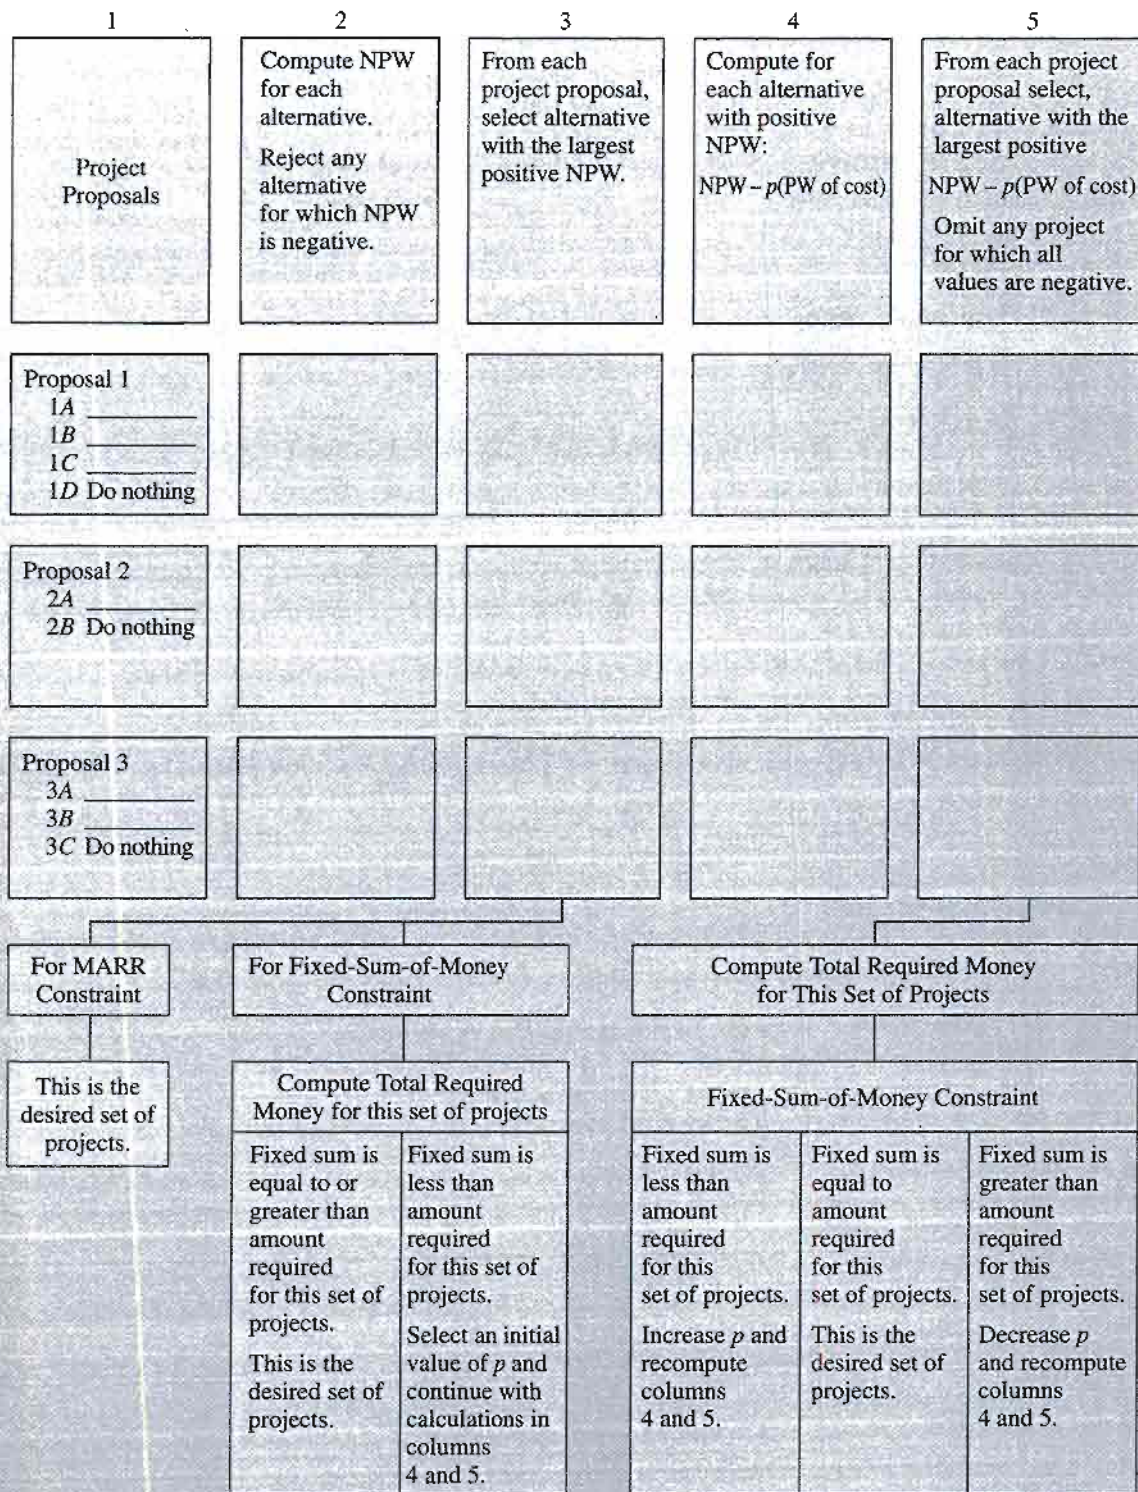 1
2
3
4
5
Project
Proposals
Compute NPW
for each
alternative.
Reject any
alternative
for which NPW
is negative.
From each
project proposal,
select alternative
with the largest
positive NPW.
Compute for
each alternative
with positive
NPW:
NPW – p(PW of cost)
From each project
proposal select,
alternative with the
largest positive
NPW – p(PW of cost)
Omit any project
for which all
values are negative.
Proposal 1
1A ________
1B ________
1C ________
1D Do nothing
Proposal 2
2A ________
2B Do nothing
Proposal 3
3A ________
3B ________
3C Do nothing
For MARR
Constraint
For Fixed-Sum-of-Money
Constraint
Compute Total Required Money
for This Set of Projects
This is the
desired set of
projects.
Compute Total Required
Money for this set of projects
Fixed sum is
equal to or
greater than
amount
required
for this set of
projects.
This is the
desired set of
projects.
Fixed sum is
less than
amount
required
for this set of
projects.
Select an initial
value of p and
continue with
calculations in
columns
4 and 5.
Fixed-Sum-of-Money Constraint
Fixed sum is
less than
amount
required
for this
set of projects.
Increase p and
recompute
columns
4 and 5.
Fixed sum is
equal to
amount
required
for this
set of projects.
This is the
desired set of
projects.
Fixed sum is
greater than
amount
required
for this
set of projects.
Decrease p
and recompute
columns
4 and 5.